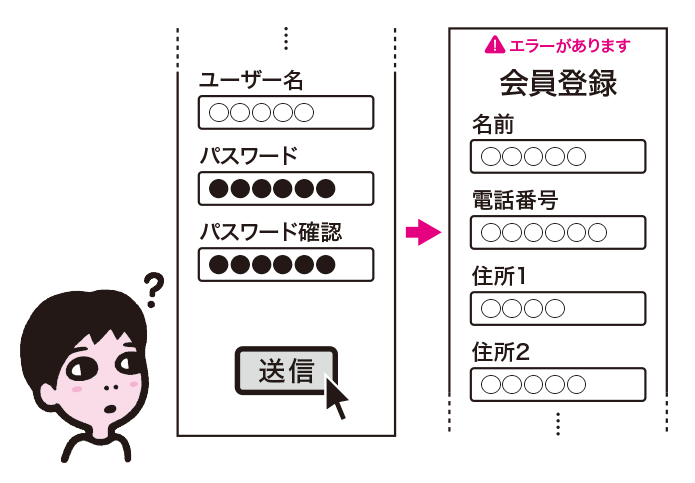 ユーザー名
○○○○○
パスワード
●●●●●●
パスワード確認
●●●●●●
送信
?
エラーがあります
会員登録
名前
○○○○○
電話番号
○○○○○○
住所1
○○○○
住所2
○○○○○